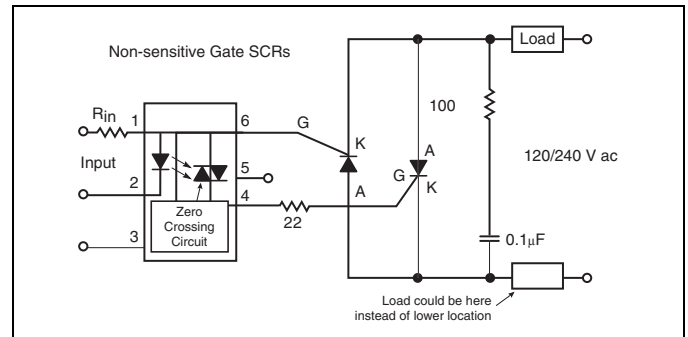 Non-sensitive Gate SCRs
Load
Rin
1
6
G
100
K
A
Input
5
120/240 V ac
2
G
K
4
A
22
Zero
Crossing
Circuit
3
0.1μF
Load could be here
instead of lower location